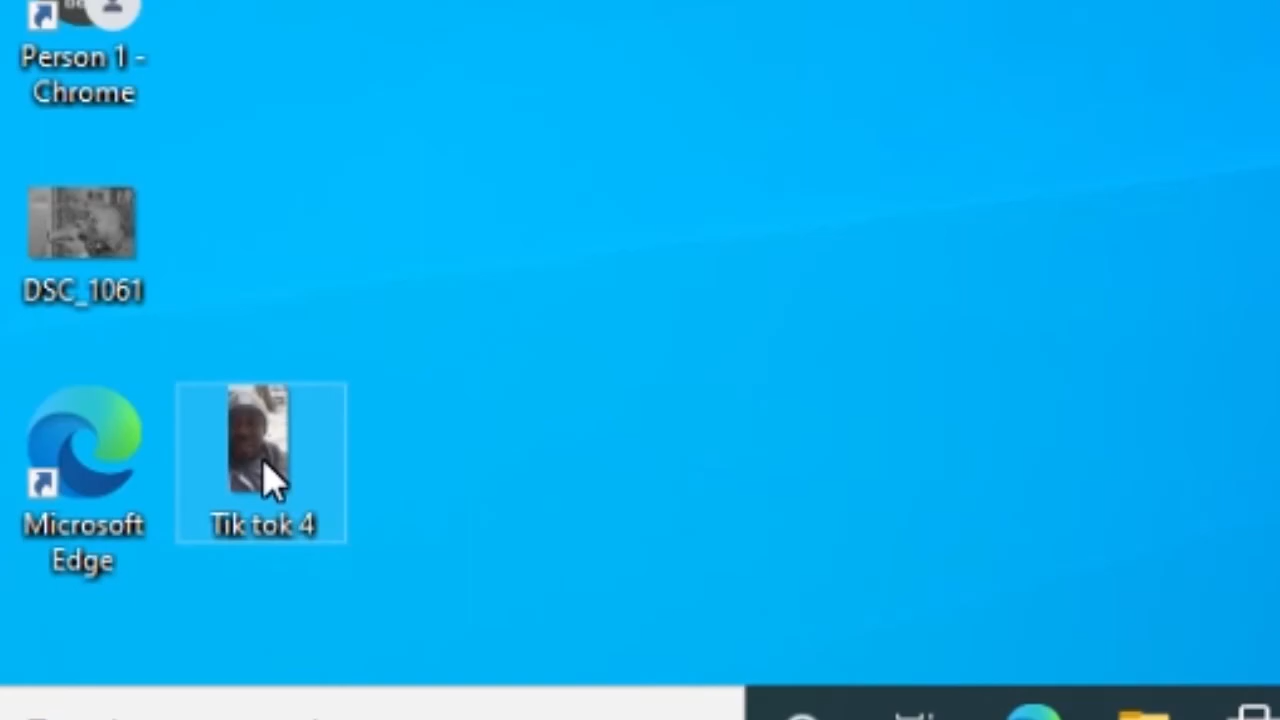 Person 1 -
Chrome
DSC_1061
Microsoft
Edge
Tik tok 4